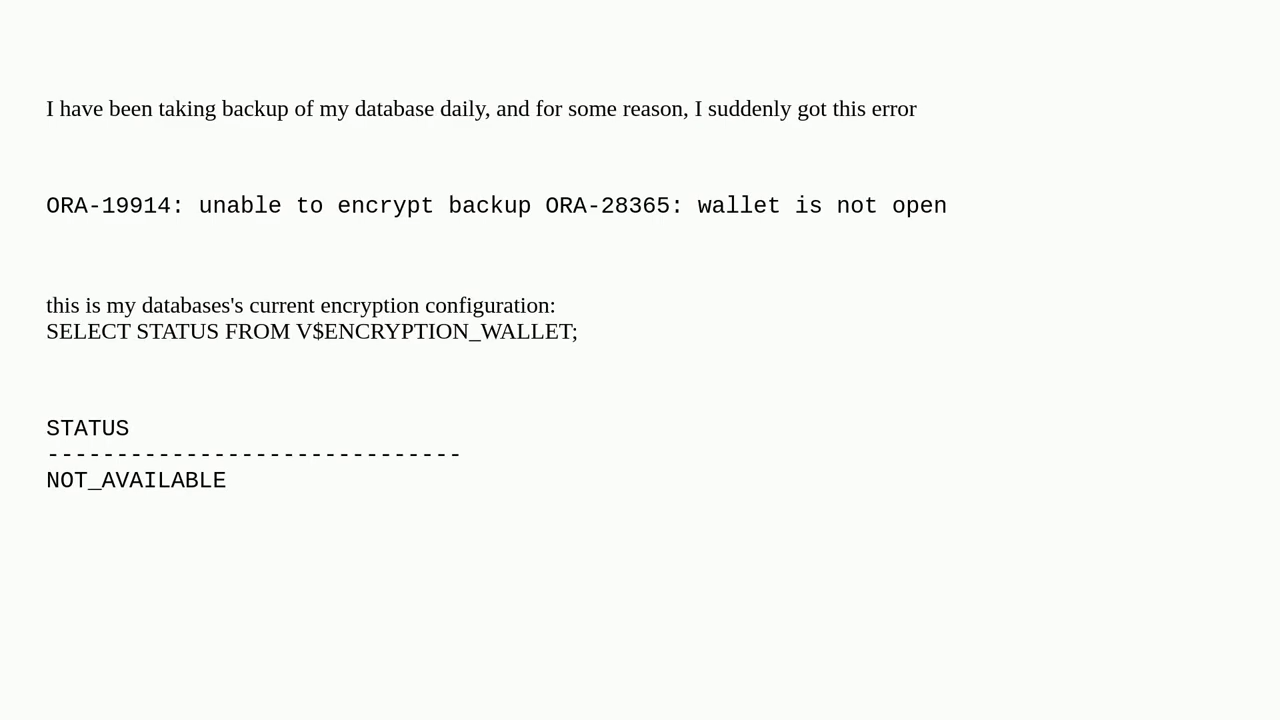 I have been taking backup of my database daily, and for some reason, I suddenly got this error
ORA-19914: unable to encrypt backup ORA-28365: wallet is not open
this is my databases's current encryption configuration:
SELECT STATUS FROM V$ENCRYPTION_WALLET;
STATUS
------------------------------
NOT_AVAILABLE